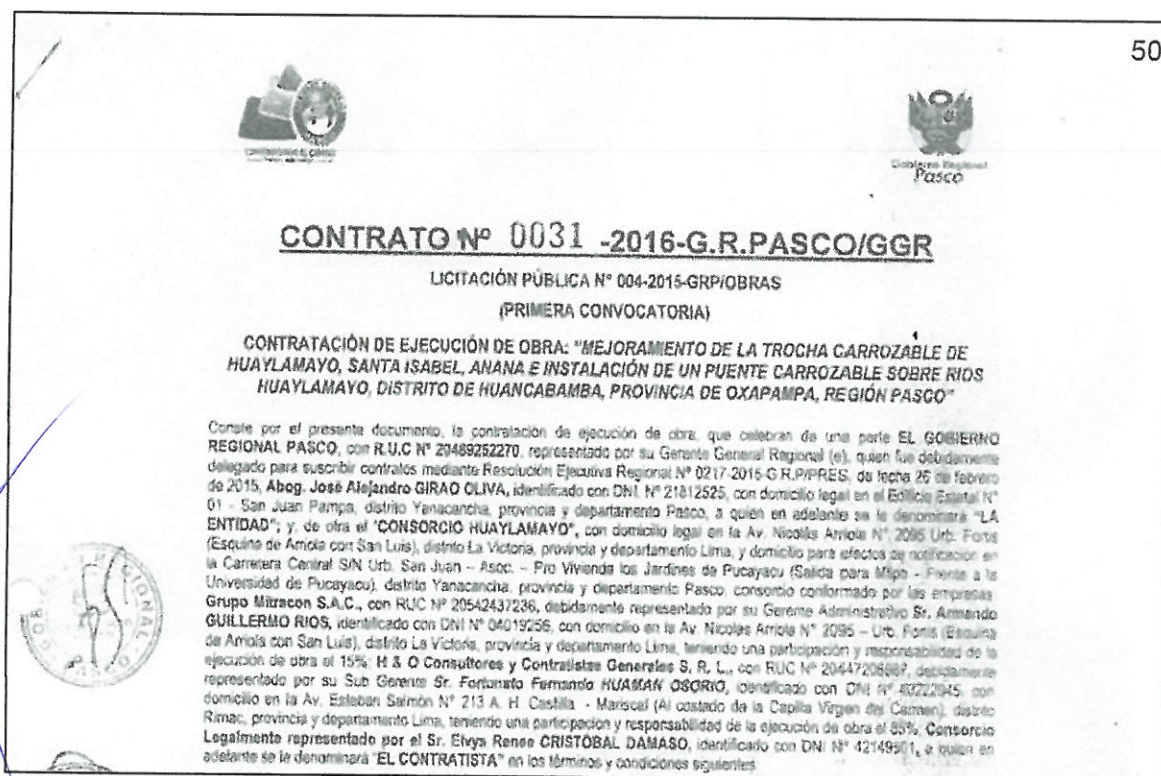 50
Gobierno Regional
Pasco
CONTRATO Nº 0031 -2016-G.R.PASCO/GGR
LICITACIÓN PÚBLICA Nº 004-2015-GRP/OBRAS
(PRIMERA CONVOCATORIA)
CONTRATACIÓN DE EJECUCIÓN DE OBRA: "MEJORAMIENTO DE LA TROCHA CARROZABLE DE
HUAYLAMAYO, SANTA ISABEL, ANANA E INSTALACIÓN DE UN PUENTE CARROZABLE SOBRE RIOS
HUAYLAMAYO, DISTRITO DE HUANCABAMBA, PROVINCIA DE OXAPAMPA, REGIÓN PASCO"
Conste por el presente documento, la contratación de ejecución de obra, que celebran de una parte EL GOBIERNO
REGIONAL PASCO, con R.U.C Nº 20489252270, representado por su Gerente General Regional (e), quien fue debidamente
delegado para suscribir contratos mediante Resolución Ejecutiva Regional Nº 0217-2015-G.R.P/PRES, de fecha 26 de febrero
de 2015, Abog. José Alejandro GIRAO OLIVA, identificado con DNI. Nº 21812525, con domicilio legal en el Edificio Estatal Nº
01 - San Juan Pampa, distrito Yanacancha, provincia y departamento Pasco, a quien en adelante se le denominará "LA
ENTIDAD"; y, de otra el "CONSORCIO HUAYLAMAYO", con domicilio legal en la Av. Nicolás Arriola Nº 2095 Urb.
(Esquina de Arriola con San Luis), distrito La Victoria, provincia y departamento Lima, y domicilio para efectos de notificación en
la Carretera Central S/N Urb. San Juan – Asoc. – Pro Vivienda los Jardines de Pucayacu (Salida para Milpo - Frente a la
Universidad de Pucayacu), distrito Yanacancha, provincia y departamento Pasco, consorcio conformado por las empresas:
Grupo Mitracon S.A.C., con RUC Nº 20542437236, debidamente representado por su Gerente Administrativo Sr. Armando
GUILLERMO RIOS, identificado con DNI Nº 04019256, con domicilio en la Av. Nicolás Arriola Nº 2095 – Urb. (Esquina
de Arriola con San Luis), distrito La Victoria, provincia y departamento Lima, teniendo una participación y responsabilidad de la
ejecución de obra el 15%; H & O Consultores y Contratistas Generales S. R. L., con RUC Nº debidamente
representado por su Sub Gerente Sr. Fortunato Fernando HUAMAN OSORIO, identificado con DNI Nº con
domicilio en la Av. Esteban Salmón Nº 213 A. H. Castilla - Mariscal (Al costado de la Capilla Virgen del Carmen), distrito
Rimac, provincia y departamento Lima, teniendo una participación y responsabilidad de la ejecución de obra el 85%, Consorcio
Legalmente representado por el Sr. Elvys Renee CRISTÓBAL DAMASO, identificado con DNI Nº a quien en
adelante se le denominará "EL CONTRATISTA" en los términos y condiciones siguientes: